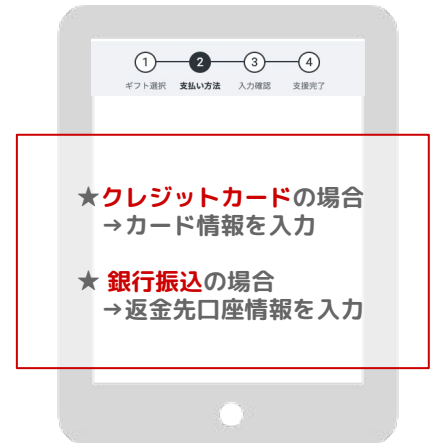 1 2 3 4
ギフト選択 支払い方法 入力確認 支援完了
★クレジットカードの場合
→カード情報を入力
★ 銀行振込の場合
→返金先口座情報を入力